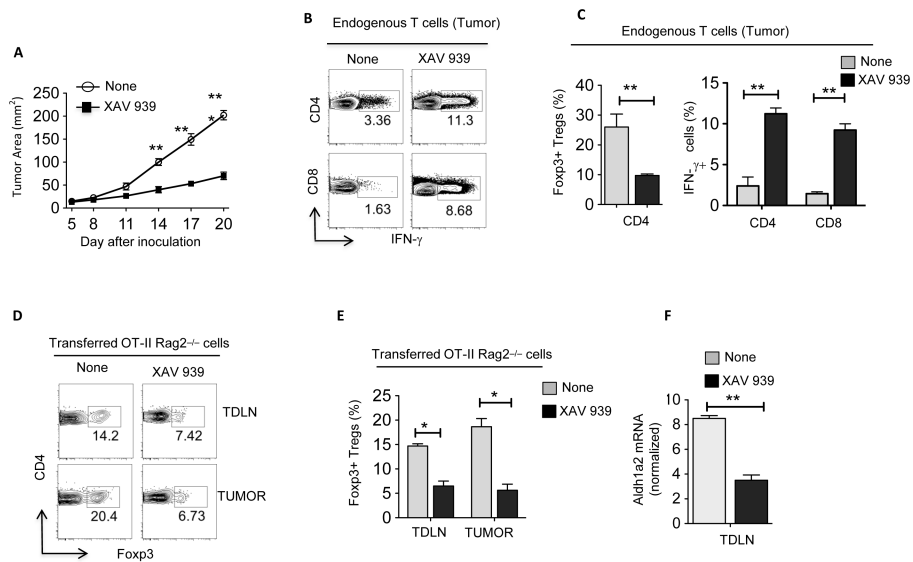 A
None
XAV 939
Tumor Area (mm²)
250
200
150
100
50
0
**
**
**
*
5 8 11 14 17 20
Day after inoculation
B
Endogenous T cells (Tumor)
None XAV 939
CD4
3.36 11.3
CD8
1.63 8.68
IFN-γ
C
Endogenous T cells (Tumor)
None
XAV 939
Foxp3+ Tregs (%)
40
30
20
10
0
**
CD4
IFN-γ+ cells (%)
15
10
5
0
** **
CD4 CD8
D
Transferred OT-II Rag2–/– cells
None XAV 939
TDLN
14.2 7.42
CD4
TUMOR
20.4 6.73
Foxp3
E
Transferred OT-II Rag2–/– cells
None
XAV 939
Foxp3+ Tregs (%)
25
20
15
10
5
0
* *
TDLN TUMOR
F
None
XAV 939
Aldh1a2 mRNA
(normalized)
10
8
6
4
2
0
**
TDLN